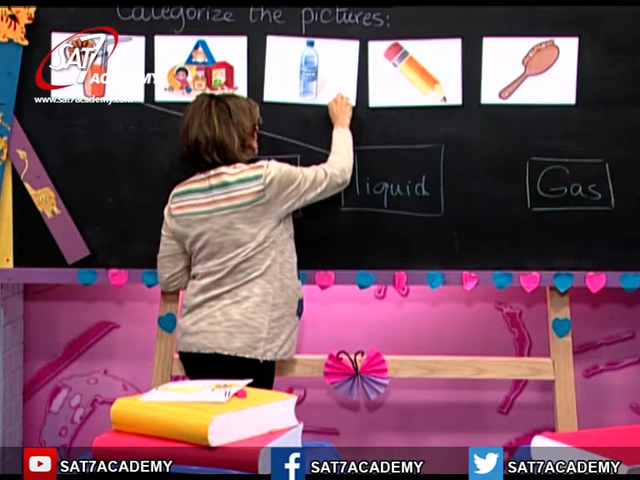 Categorize the pictures:
SAT7
ACADEMY
www.sat7academy.com
liquid
Gas
SAT7ACADEMY
SAT7ACADEMY
SAT7ACADEMY